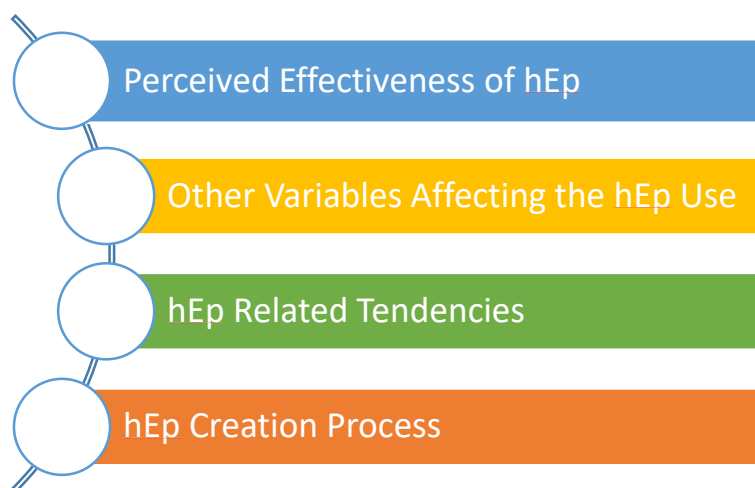 Perceived Effectiveness of hEp
Other Variables Affecting the hEp Use
hEp Related Tendencies
hEp Creation Process